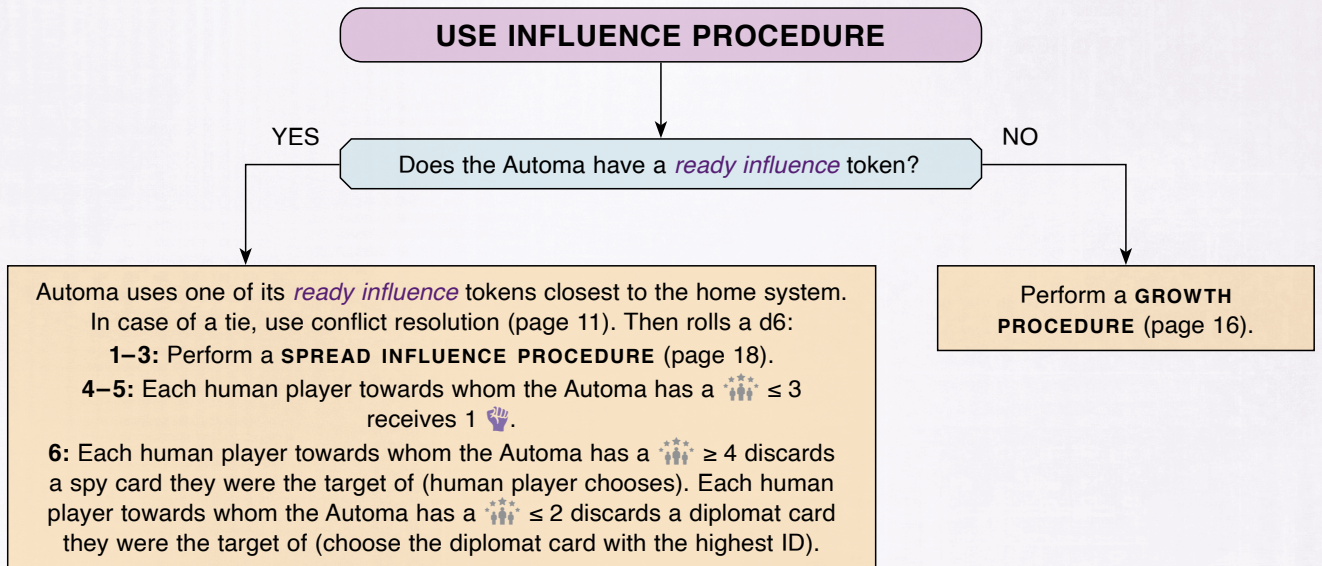 USE INFLUENCE PROCEDURE
YES
NO
Does the Automa have a ready influence token?
Automa uses one of its ready influence tokens closest to the home system.
In case of a tie, use conflict resolution (page 11). Then rolls a d6:
1–3: Perform a SPREAD INFLUENCE PROCEDURE (page 18).
4–5: Each human player towards whom the Automa has a ≤ 3
receives 1 .
6: Each human player towards whom the Automa has a ≥ 4 discards
a spy card they were the target of (human player chooses). Each human
player towards whom the Automa has a ≤ 2 discards a diplomat card
they were the target of (choose the diplomat card with the highest ID).
Perform a GROWTH
PROCEDURE (page 16).